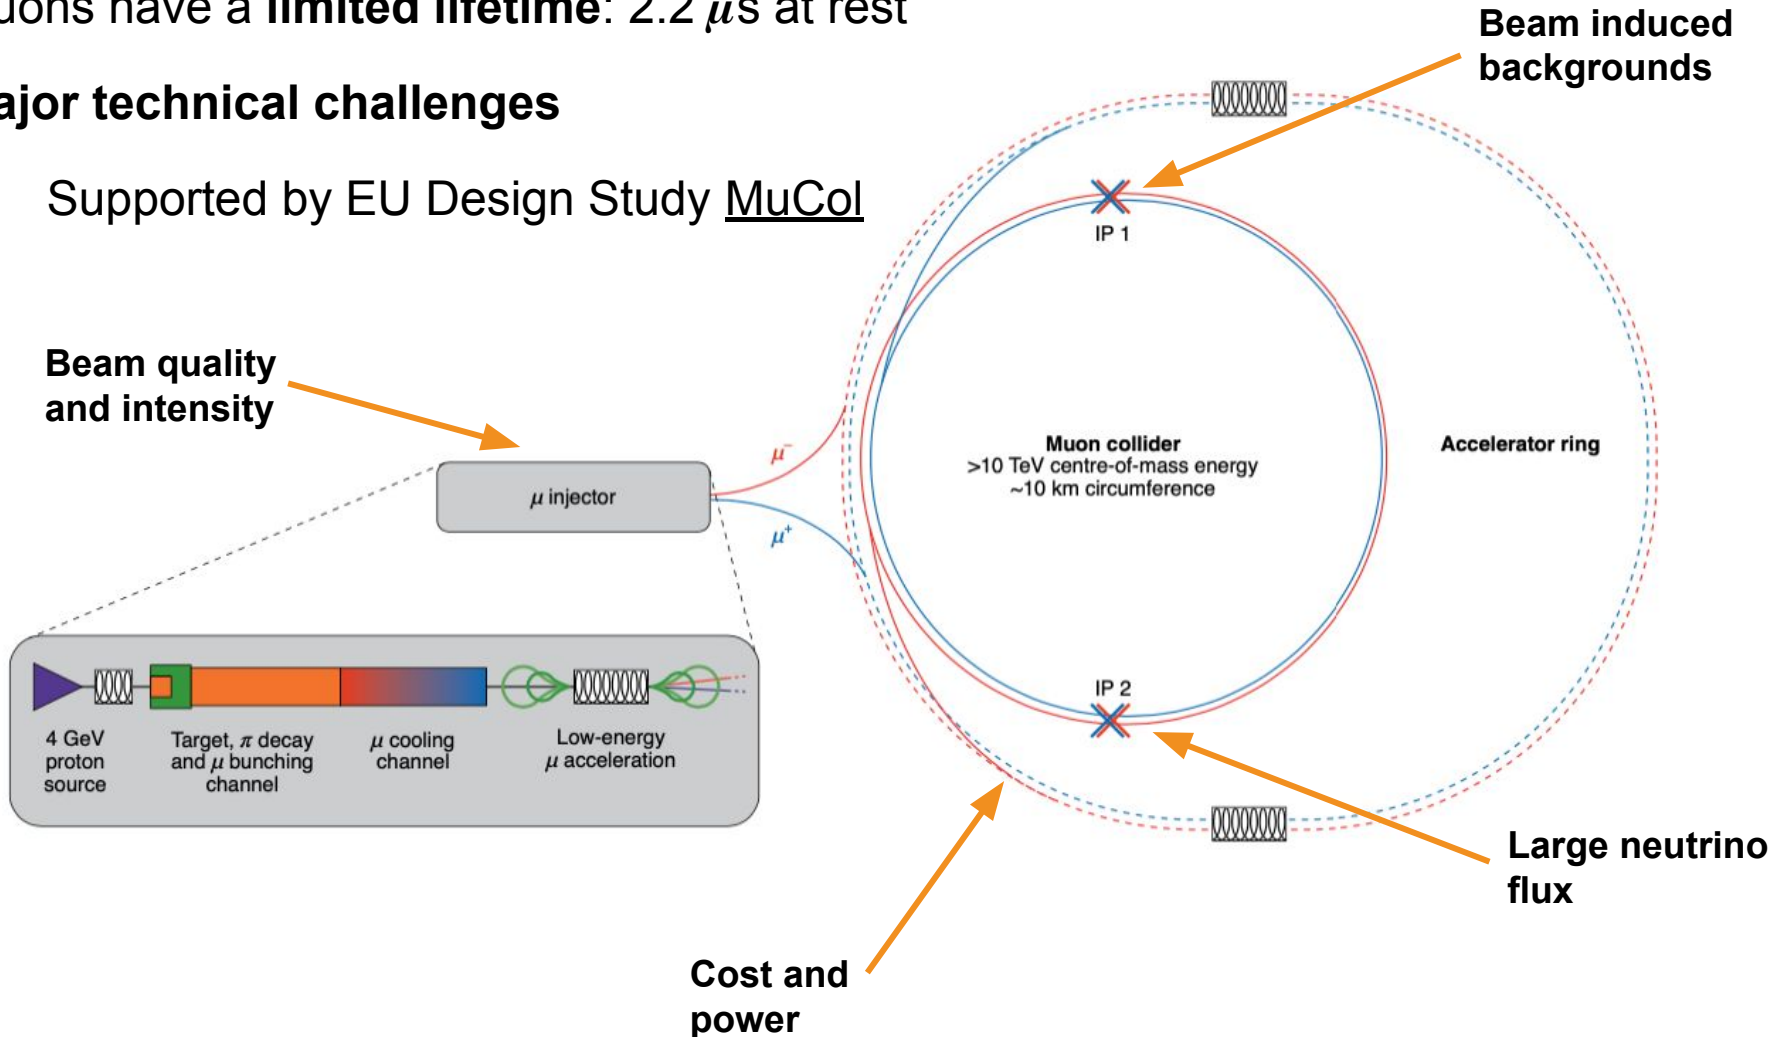 uons have a limited lifetime: 2.2 μs at rest
ajor technical challenges
Supported by EU Design Study MuCol
Beam induced
backgrounds
IP 1
Beam quality
and intensity
μ injector
μ⁻
μ⁺
Muon collider
>10 TeV centre-of-mass energy
~10 km circumference
Accelerator ring
IP 2
4 GeV
proton
source
Target, π decay
and μ bunching
channel
μ cooling
channel
Low-energy
μ acceleration
Large neutrino
flux
Cost and
power